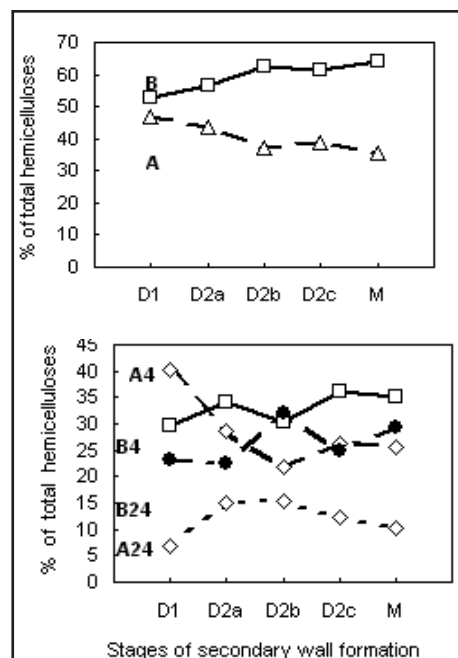 % of total hemicelluloses
70
60
50
40
30
20
10
0
B
A
D1 D2a D2b D2c M
% of total hemicelluloses
45
40
35
30
25
20
15
10
5
0
A4
B4
B24
A24
D1 D2a D2b D2c M
Stages of secondary wall formation